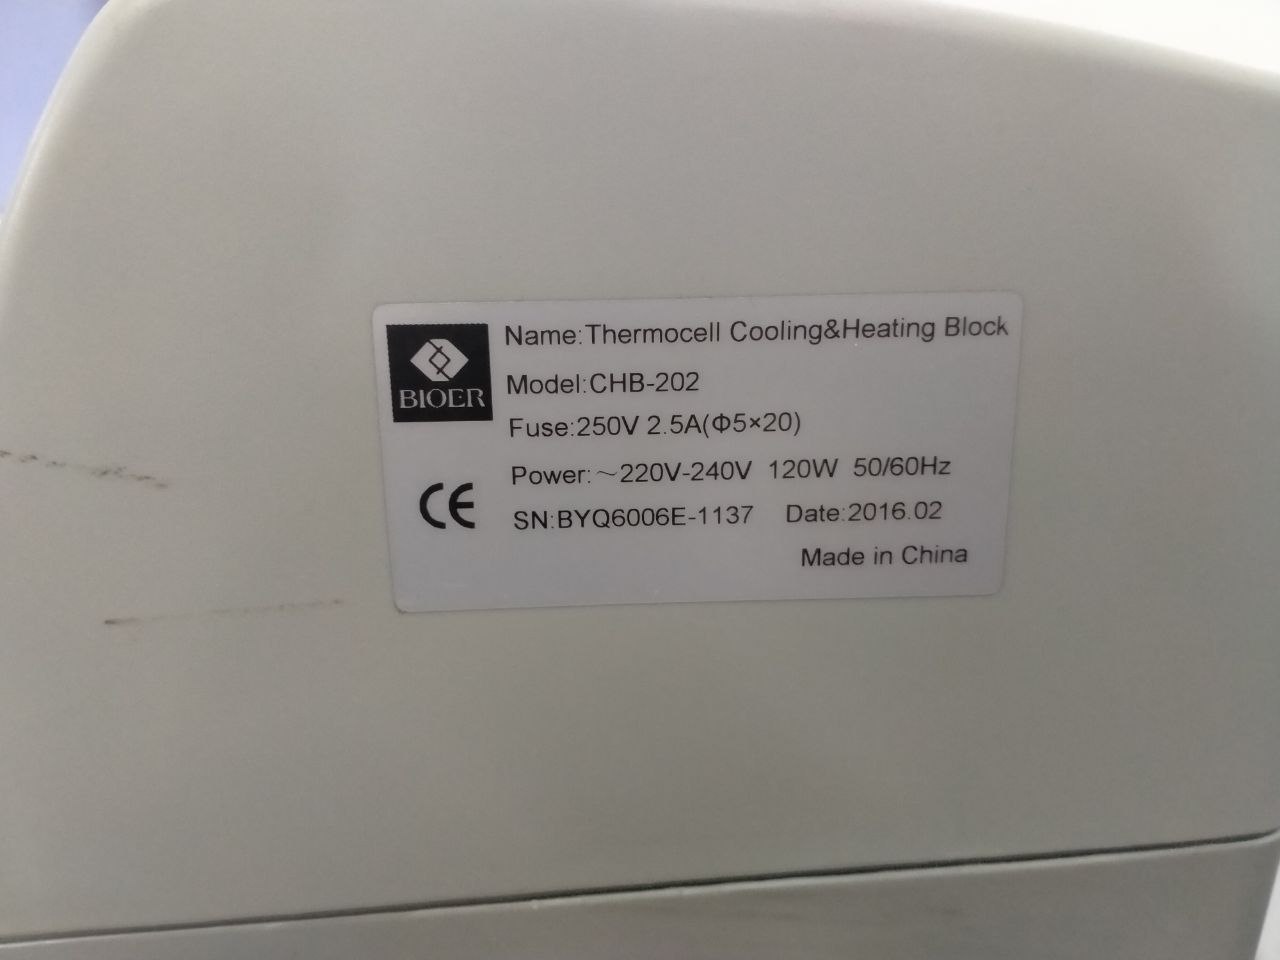 BIOER
Name:Thermocell Cooling&Heating Block
Model:CHB-202
Fuse:250V 2.5A(Φ5×20)
Power:~220V-240V 120W 50/60Hz
CE
SN:BYQ6006E-1137 Date:2016.02
Made in China